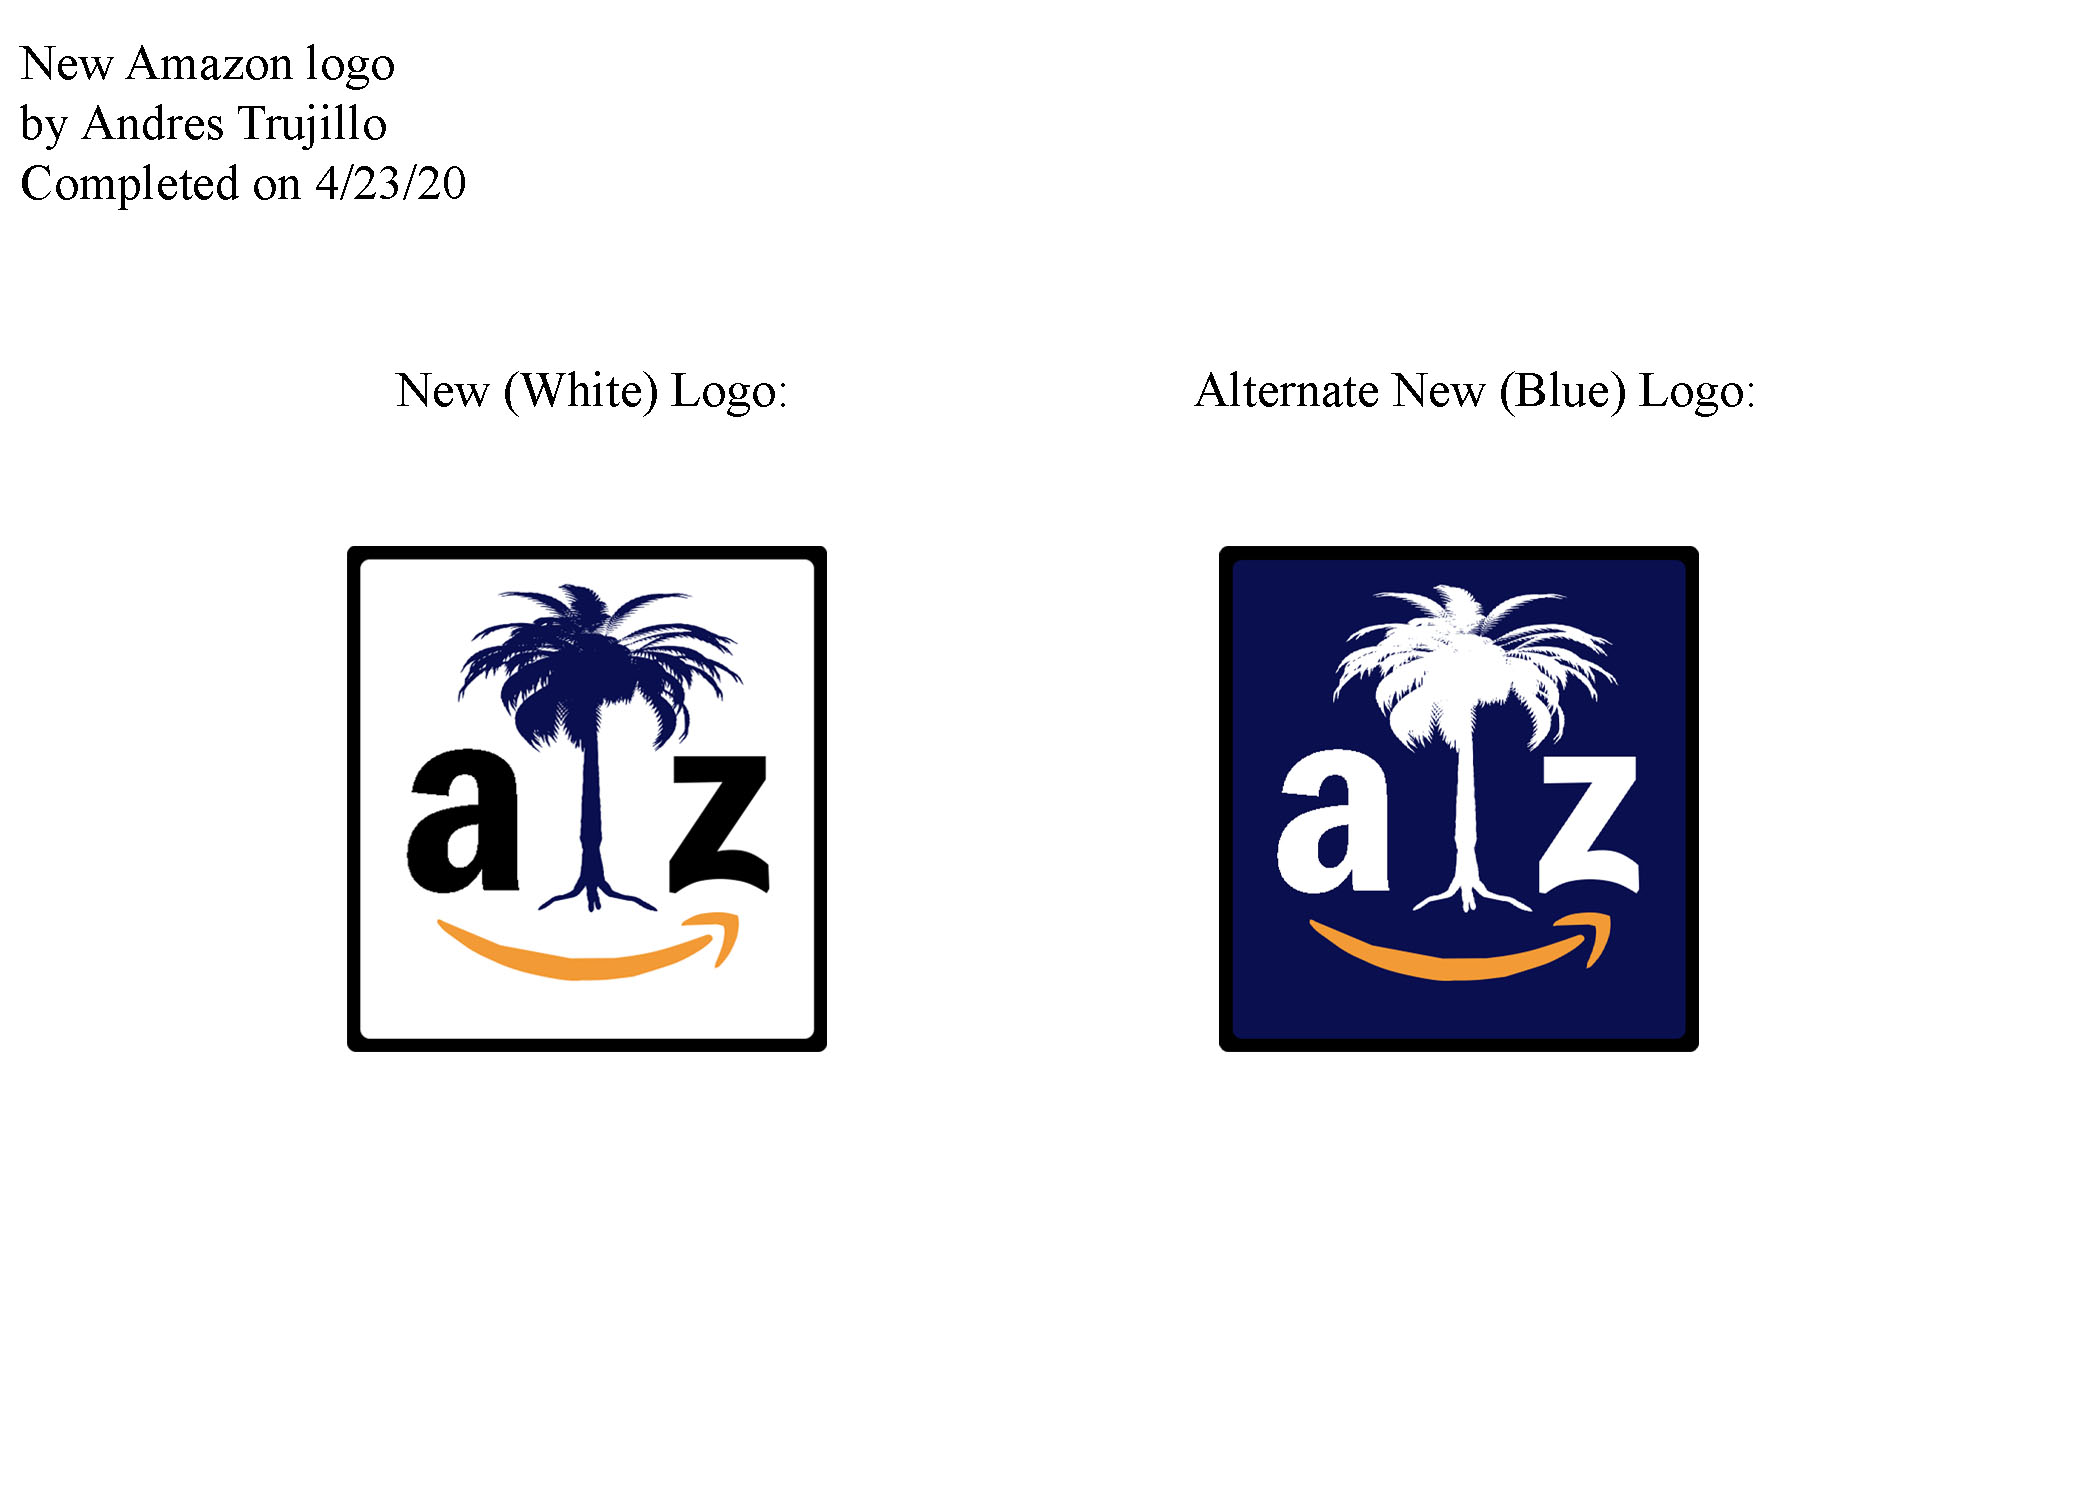 New Amazon logo
by Andres Trujillo
Completed on 4/23/20
New (White) Logo:
Alternate New (Blue) Logo:
a z
a z